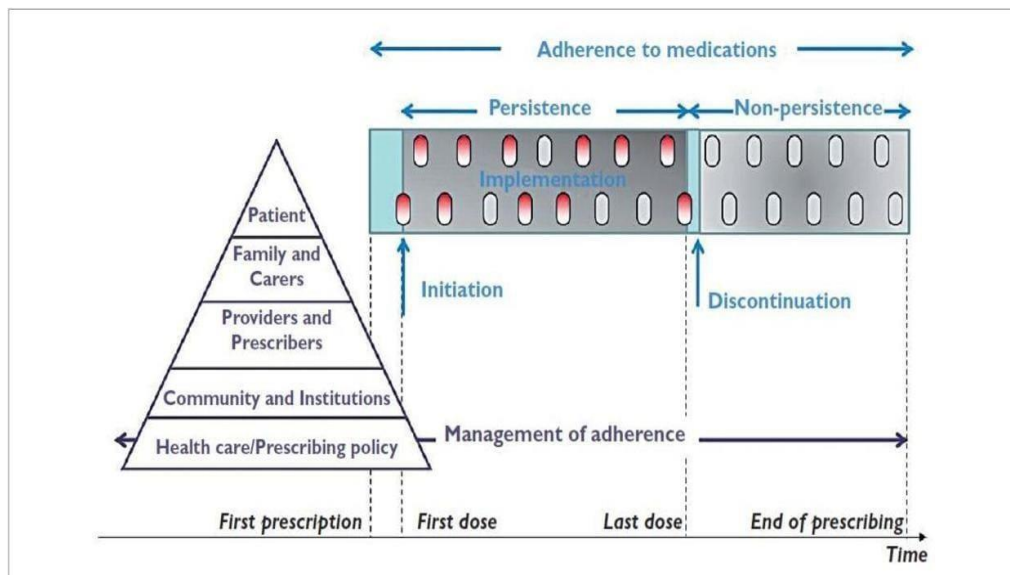 Adherence to medications
Persistence
Non-persistence
Implementation
Patient
Family and
Carers
Initiation
Discontinuation
Providers and
Prescribers
Community and Institutions
Management of adherence
Health care/Prescribing policy
First prescription
First dose
Last dose
End of prescribing
Time